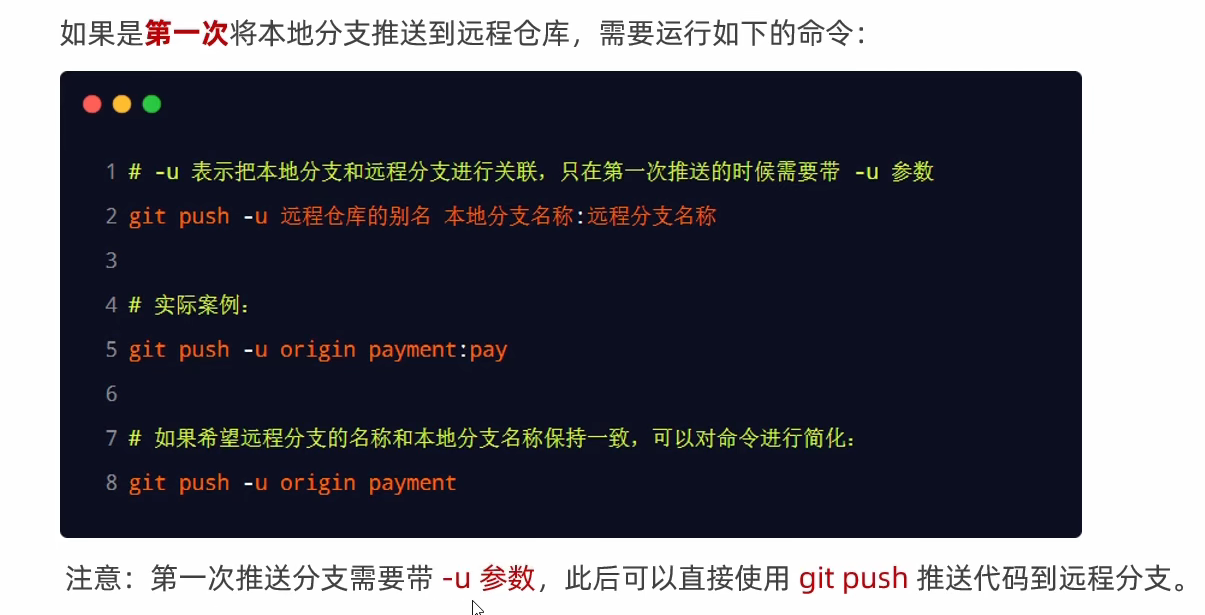 如果是第一次将本地分支推送到远程仓库，需要运行如下的命令：
1 # -u 表示把本地分支和远程分支进行关联，只在第一次推送的时候需要带 -u 参数
2 git push -u 远程仓库的别名 本地分支名称:远程分支名称
3
4 # 实际案例：
5 git push -u origin payment:pay
6
7 # 如果希望远程分支的名称和本地分支名称保持一致，可以对命令进行简化：
8 git push -u origin payment
注意：第一次推送分支需要带 -u 参数，此后可以直接使用 git push 推送代码到远程分支。